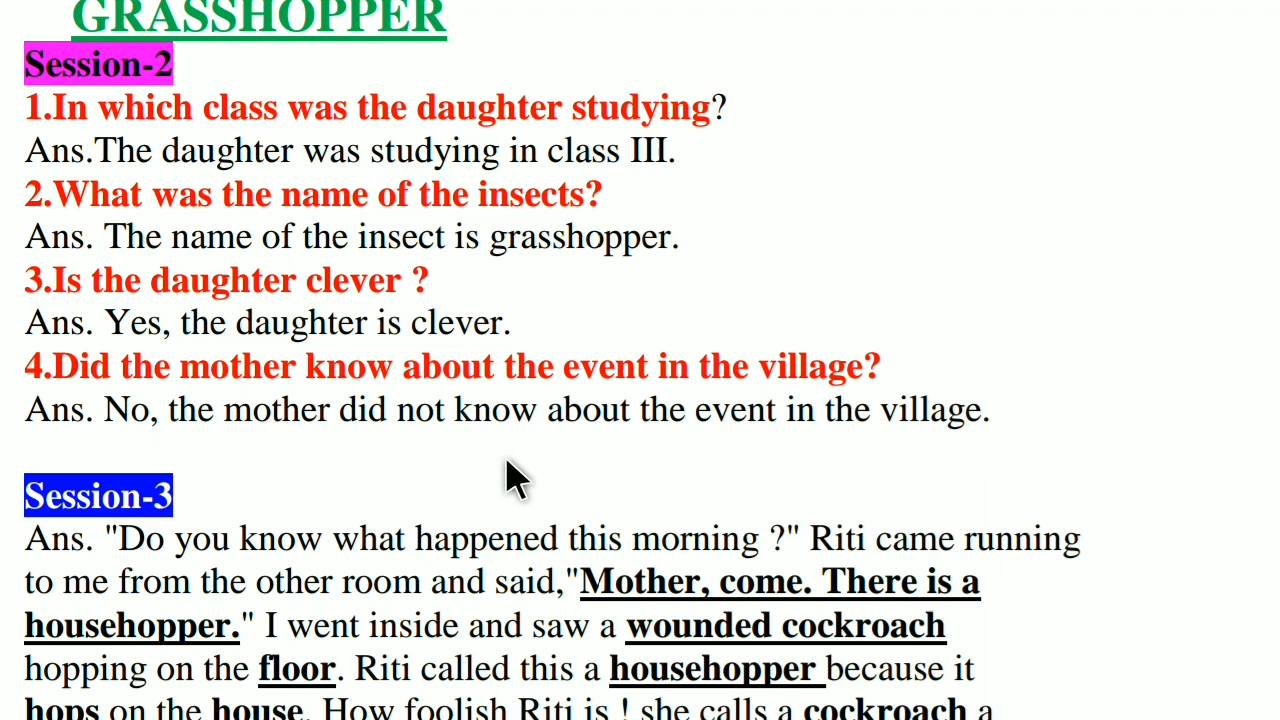 GRASSHOPPER
Session-2
1.In which class was the daughter studying?
Ans.The daughter was studying in class III.
2.What was the name of the insects?
Ans. The name of the insect is grasshopper.
3.Is the daughter clever ?
Ans. Yes, the daughter is clever.
4.Did the mother know about the event in the village?
Ans. No, the mother did not know about the event in the village.
Session-3
Ans. "Do you know what happened this morning ?" Riti came running
to me from the other room and said,"Mother, come. There is a
househopper." I went inside and saw a wounded cockroach
hopping on the floor. Riti called this a househopper because it
hops on the house. How foolish Riti is ! she calls a cockroach a